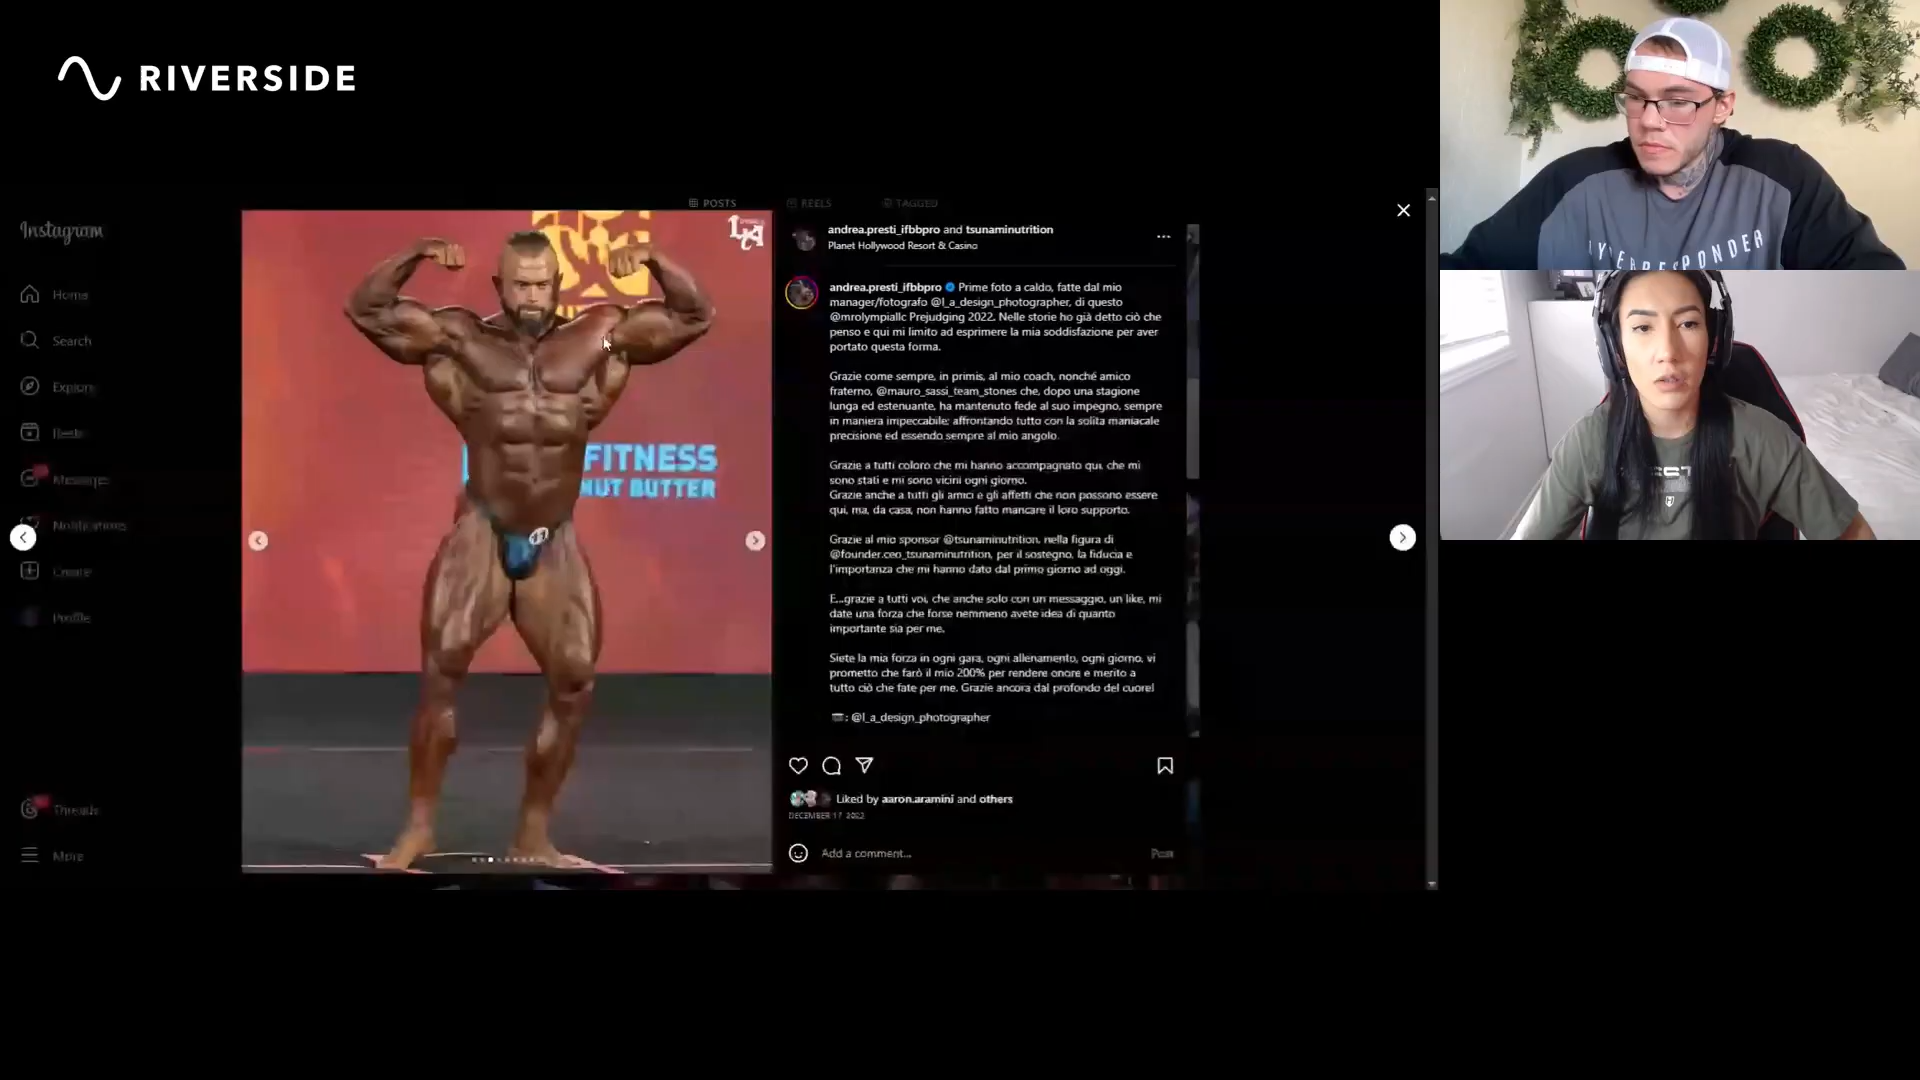 RIVERSIDE
POSTS
REELS
TAGGED
Instagram
Home
Search
Explore
Reels
Messages
Notifications
Create
Profile
Threads
More
FITNESS
NUT BUTTER
andrea.presti_ifbbpro and tsunaminutrition
Planet Hollywood Resort & Casino
andrea.presti_ifbbpro Prime foto a caldo, fatte dal mio
manager/fotografo @l_a_design_photographer, di questo
@mrolympiallc Prejudging 2022. Nelle storie ho già detto ciò che
penso e qui mi limito ad esprimere la mia soddisfazione per aver
portato questa forma.
Grazie come sempre, in primis, al mio coach, nonché amico
fraterno, @mauro_sassi_team_stones che, dopo una stagione
lunga ed estenuante, ha mantenuto fede al suo impegno, sempre
in maniera impeccabile; affrontando tutto con la solita maniacale
precisione ed essendo sempre al mio angolo.
Grazie a tutti coloro che mi hanno accompagnato qui, che mi
sono stati e mi sono vicini ogni giorno.
Grazie anche a tutti gli amici e gli affetti che non possono essere
qui, ma, da casa, non hanno fatto mancare il loro supporto.
Grazie al mio sponsor @tsunaminutrition, nella figura di
@founder.ceo_tsunaminutrition, per il sostegno, la fiducia e
l'importanza che mi hanno dato dal primo giorno ad oggi.
E...grazie a tutti voi, che anche solo con un messaggio, un like, mi
date una forza che forse nemmeno avete idea di quanto
importante sia per me.
Siete la mia forza in ogni gara, ogni allenamento, ogni giorno, vi
prometto che farò il mio 200% per rendere onore e merito a
tutto ciò che fate per me. Grazie ancora dal profondo del cuore!
: @l_a_design_photographer
Liked by aaron.aramini and others
DECEMBER 17, 2022
Add a comment...
Post